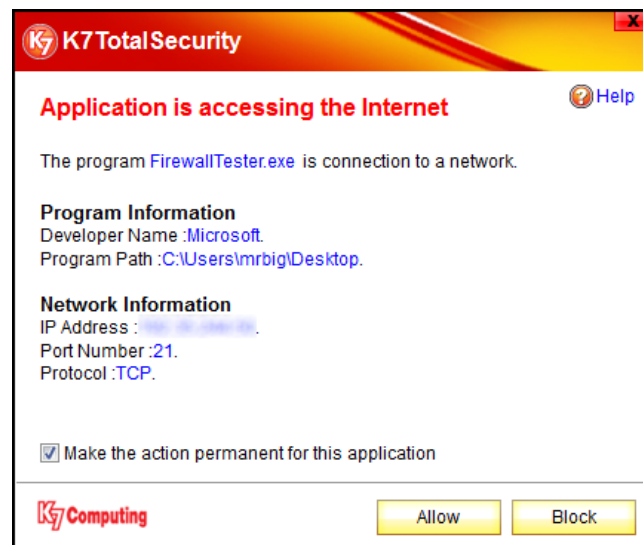 K7 K7TotalSecurity
X
Application is accessing the Internet
Help
The program FirewallTester.exe is connection to a network.
Program Information
Developer Name :Microsoft.
Program Path :C:\Users\mrbig\Desktop.
Network Information
IP Address : .
Port Number :21.
Protocol :TCP.
Make the action permanent for this application
K7 Computing
Allow
Block